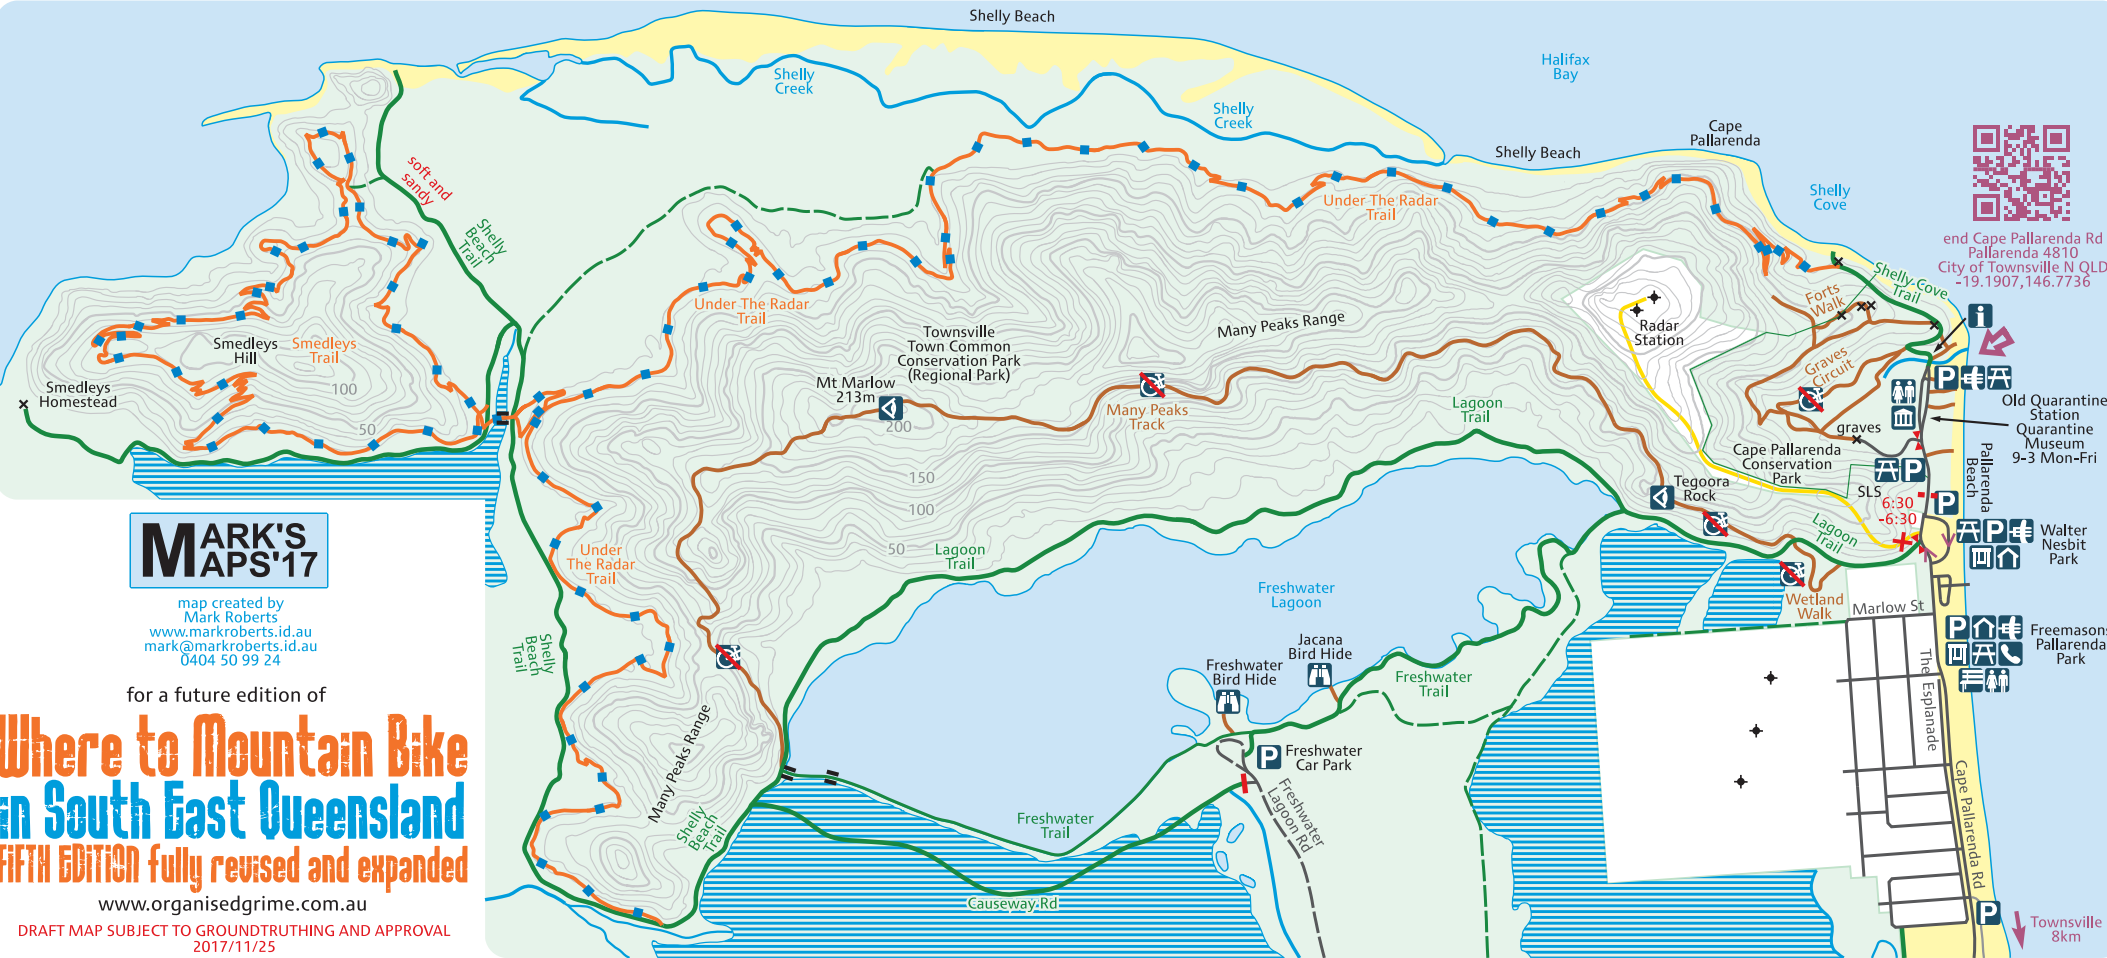 Shelly Beach
Halifax
Bay
Shelly
Creek
Shelly
Creek
Shelly Beach
Cape
Pallarenda
Shelly
Cove
soft and
sandy
Shelly
Beach
Trail
Under The Radar
Trail
end Cape Pallarenda Rd
Pallarenda 4810
City of Townsville N QLD
-19.1907,146.7736
Shelly Cove
Trail
Forts
Walk
Radar
Station
Graves
Circuit
Under The Radar
Trail
Many Peaks Range
Townsville
Town Common
Conservation Park
(Regional Park)
Smedleys
Hill
Smedleys
Trail
100
50
Smedleys
Homestead
Mt Marlow
213m
200
150
100
50
Many Peaks
Track
Lagoon
Trail
Old Quarantine
Station
Quarantine
Museum
9-3 Mon-Fri
graves
Cape Pallarenda
Conservation
Park
Pallarenda
Beach
SLS
6:30
-6:30
Tegoora
Rock
Lagoon
Trail
Walter
Nesbit
Park
Wetland
Walk
Marlow St
Freemasons
Pallarenda
Park
The Esplanade
Cape Pallarenda Rd
Townsville
8km
Lagoon
Trail
Freshwater
Lagoon
Jacana
Bird Hide
Freshwater
Bird Hide
Freshwater
Trail
Freshwater
Car Park
Freshwater
Lagoon Rd
Freshwater
Trail
Causeway Rd
Under
The Radar
Trail
Shelly
Beach
Trail
Many Peaks Range
Shelly
Beach
Trail
MARK'S
MAPS'17
map created by
Mark Roberts
www.markroberts.id.au
mark@markroberts.id.au
0404 50 99 24
for a future edition of
Where to Mountain Bike
in South East Queensland
FIFTH EDITION fully revised and expanded
www.organisedgrime.com.au
DRAFT MAP SUBJECT TO GROUNDTRUTHING AND APPROVAL
2017/11/25